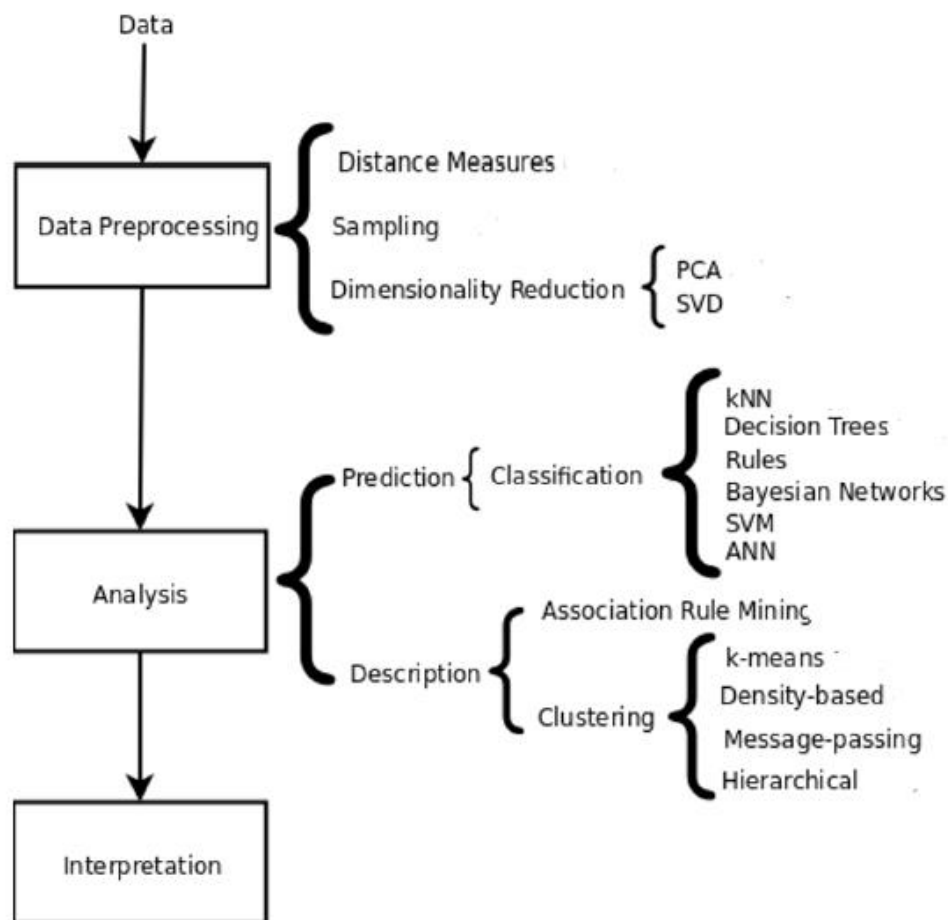 Data
Data Preprocessing
Distance Measures
Sampling
Dimensionality Reduction
PCA
SVD
Analysis
Prediction
Classification
kNN
Decision Trees
Rules
Bayesian Networks
SVM
ANN
Description
Association Rule Mining
Clustering
k-means
Density-based
Message-passing
Hierarchical
Interpretation